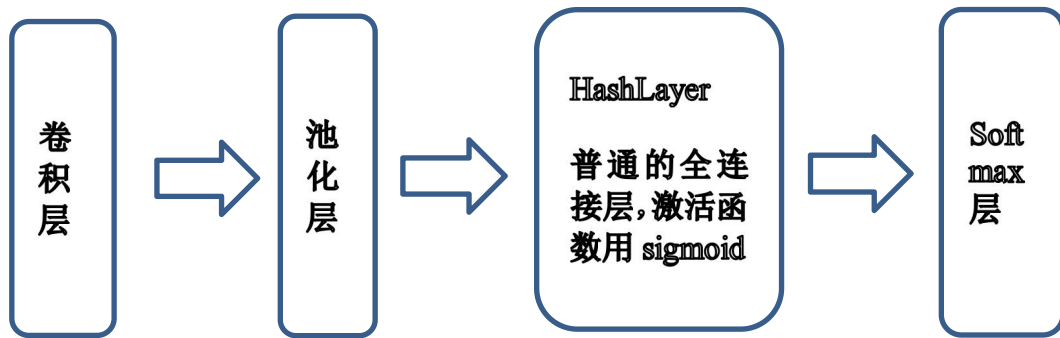 卷
积
层
池
化
层
HashLayer
普通的全连
接层,激活函
数用 sigmoid
Soft
max
层